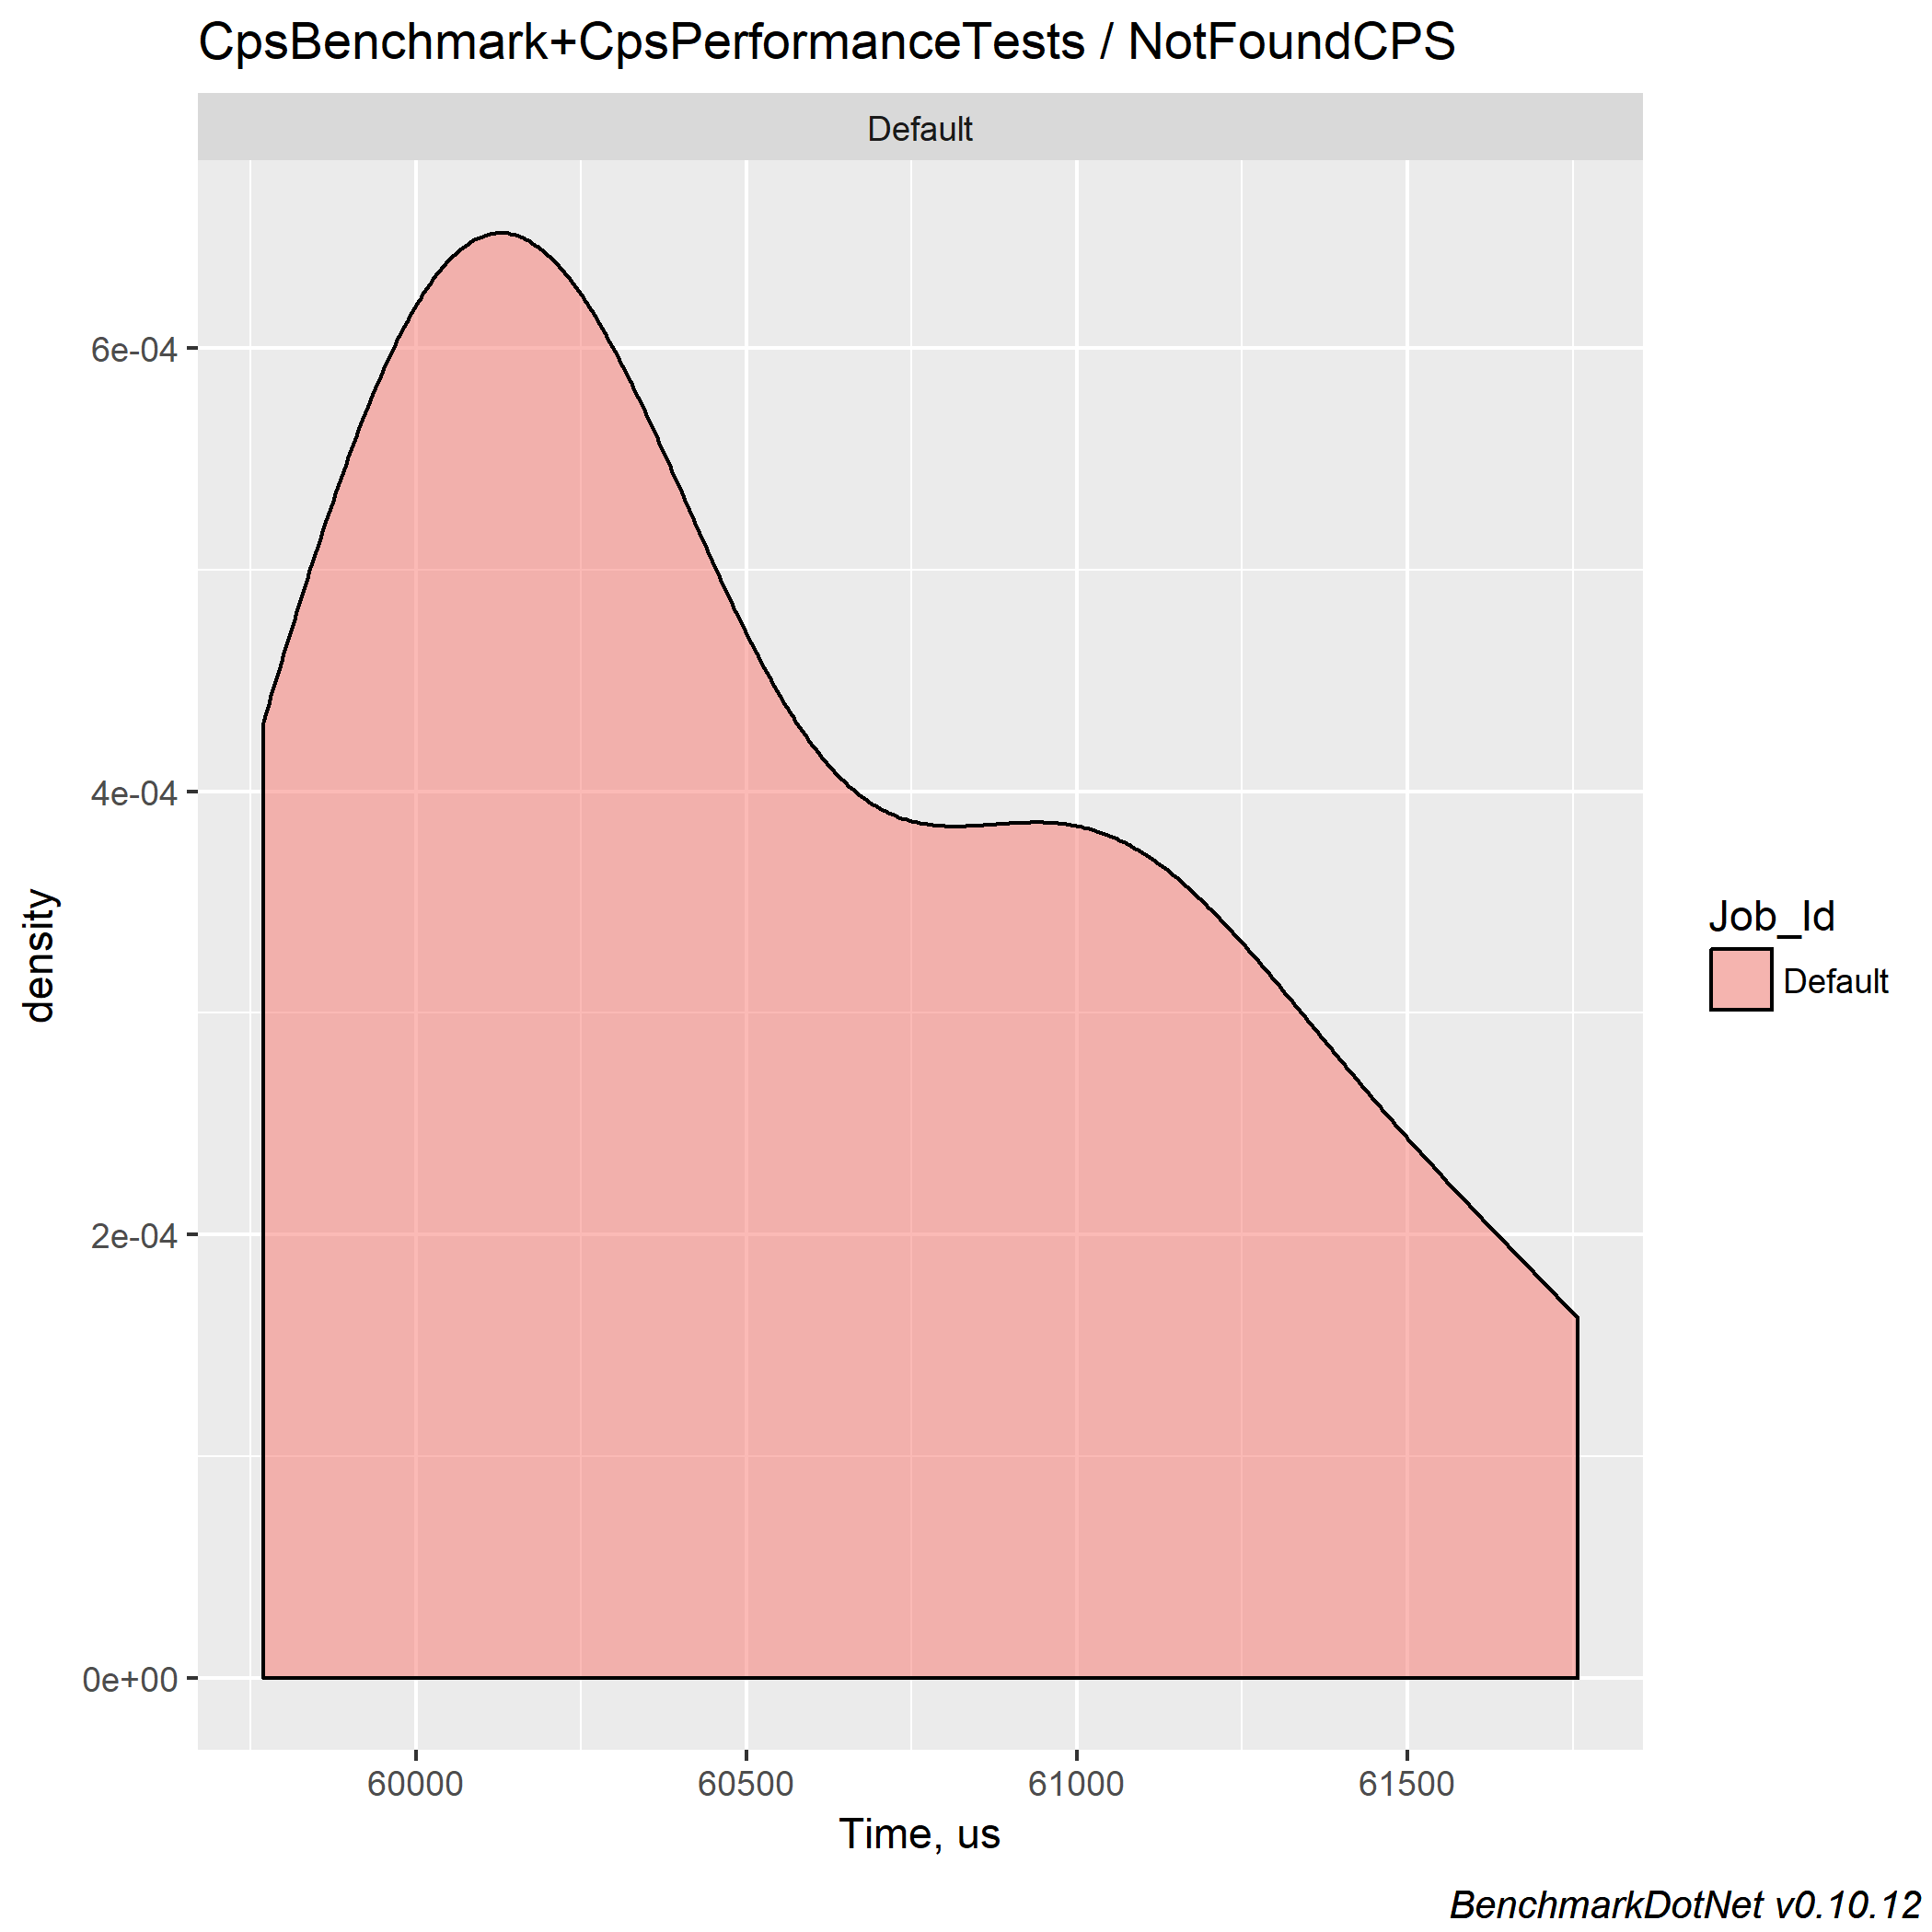 CpsBenchmark+CpsPerformanceTests / NotFoundCPS
Default
6e-04
4e-04
2e-04
0e+00
density
60000 60500 61000 61500
Time, us
Job_Id
Default
BenchmarkDotNet v0.10.12